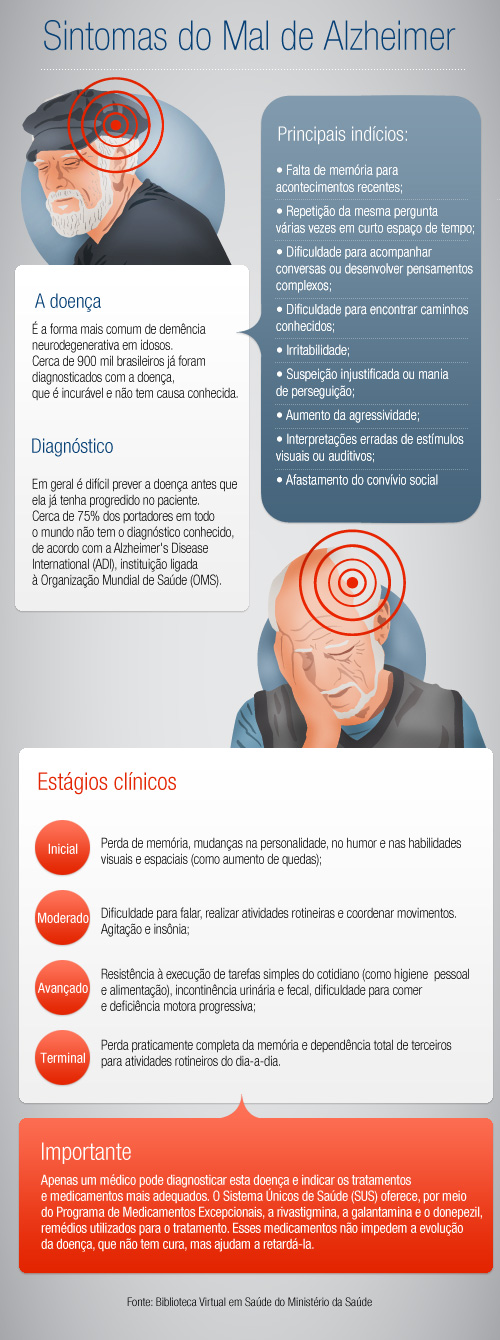 Sintomas do Mal de Alzheimer
Principais indícios:
• Falta de memória para
acontecimentos recentes;
• Repetição da mesma pergunta
várias vezes em curto espaço de tempo;
• Dificuldade para acompanhar
conversas ou desenvolver pensamentos
complexos;
• Dificuldade para encontrar caminhos
conhecidos;
• Irritabilidade;
• Suspeição injustificada ou mania
de perseguição;
• Aumento da agressividade;
• Interpretações erradas de estímulos
visuais ou auditivos;
• Afastamento do convívio social
A doença
É a forma mais comum de demência
neurodegenerativa em idosos.
Cerca de 900 mil brasileiros já foram
diagnosticados com a doença,
que é incurável e não tem causa conhecida.
Diagnóstico
Em geral é difícil prever a doença antes que
ela já tenha progredido no paciente.
Cerca de 75% dos portadores em todo
o mundo não tem o diagnóstico conhecido,
de acordo com a Alzheimer's Disease
International (ADI), instituição ligada
à Organização Mundial de Saúde (OMS).
Estágios clínicos
Inicial
Perda de memória, mudanças na personalidade, no humor e nas habilidades
visuais e espaciais (como aumento de quedas);
Moderado
Dificuldade para falar, realizar atividades rotineiras e coordenar movimentos.
Agitação e insônia;
Avançado
Resistência à execução de tarefas simples do cotidiano (como higiene pessoal
e alimentação), incontinência urinária e fecal, dificuldade para comer
e deficiência motora progressiva;
Terminal
Perda praticamente completa da memória e dependência total de terceiros
para atividades rotineiros do dia-a-dia.
Importante
Apenas um médico pode diagnosticar esta doença e indicar os tratamentos
e medicamentos mais adequados. O Sistema Únicos de Saúde (SUS) oferece, por meio
do Programa de Medicamentos Excepcionais, a rivastigmina, a galantamina e o donepezil,
remédios utilizados para o tratamento. Esses medicamentos não impedem a evolução
da doença, que não tem cura, mas ajudam a retardá-la.
Fonte: Biblioteca Virtual em Saúde do Ministério da Saúde